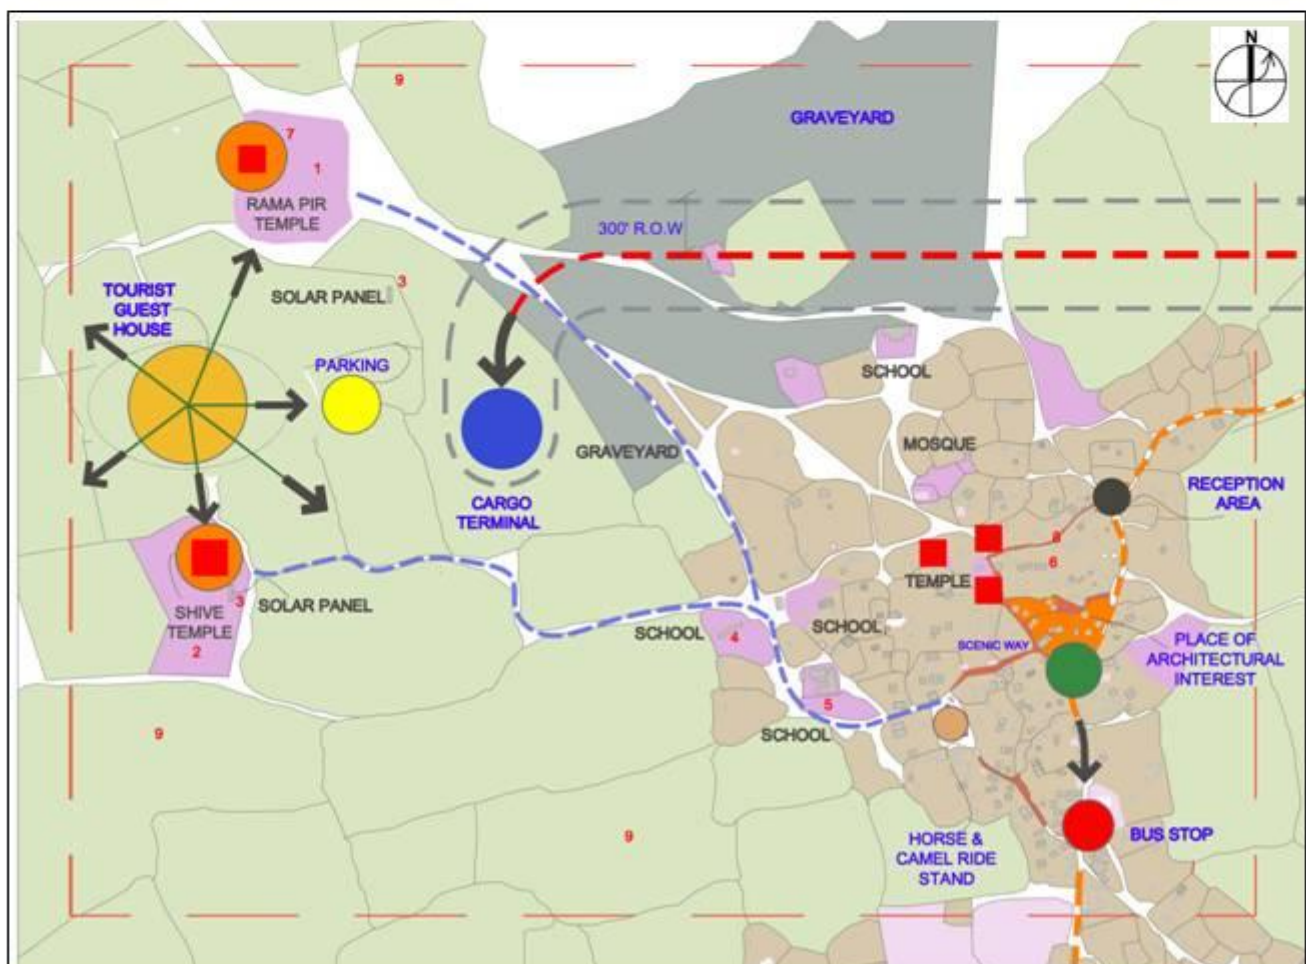 N
9
GRAVEYARD
7
1
RAMA PIR
TEMPLE
300' R.O.W
TOURIST
GUEST
HOUSE
SOLAR PANEL
3
PARKING
SCHOOL
GRAVEYARD
MOSQUE
CARGO
TERMINAL
RECEPTION
AREA
8
6
TEMPLE
SHIVE
TEMPLE
3
SOLAR PANEL
2
SCHOOL
4
SCHOOL
SCENIC WAY
PLACE OF
ARCHITECTURAL
INTEREST
5
SCHOOL
9
9
HORSE &
CAMEL RIDE
STAND
BUS STOP